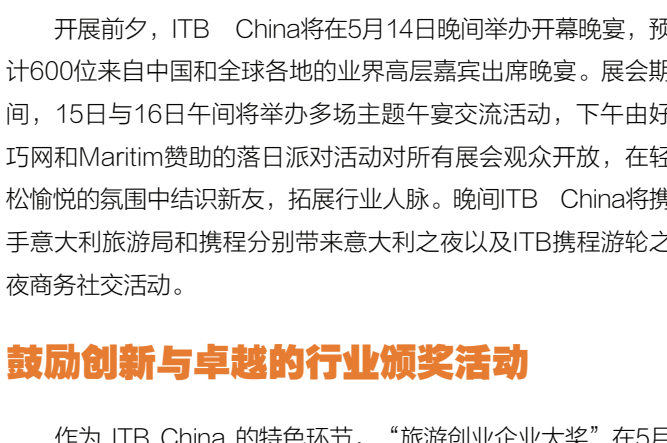 开展前夕，ITB China将在5月14日晚间举办开幕晚宴，预
计600位来自中国和全球各地的业界高层嘉宾出席晚宴。展会期
间，15日与16日午间将举办多场主题午宴交流活动，下午由好
巧网和Maritim赞助的落日派对活动对所有展会观众开放，在轻
松愉悦的氛围中结识新友，拓展行业人脉。晚间ITB China将携
手意大利旅游局和携程分别带来意大利之夜以及ITB携程游轮之
夜商务社交活动。
鼓励创新与卓越的行业颁奖活动
作为 ITB China 的特色环节，“旅游创业企业大奖”在5月